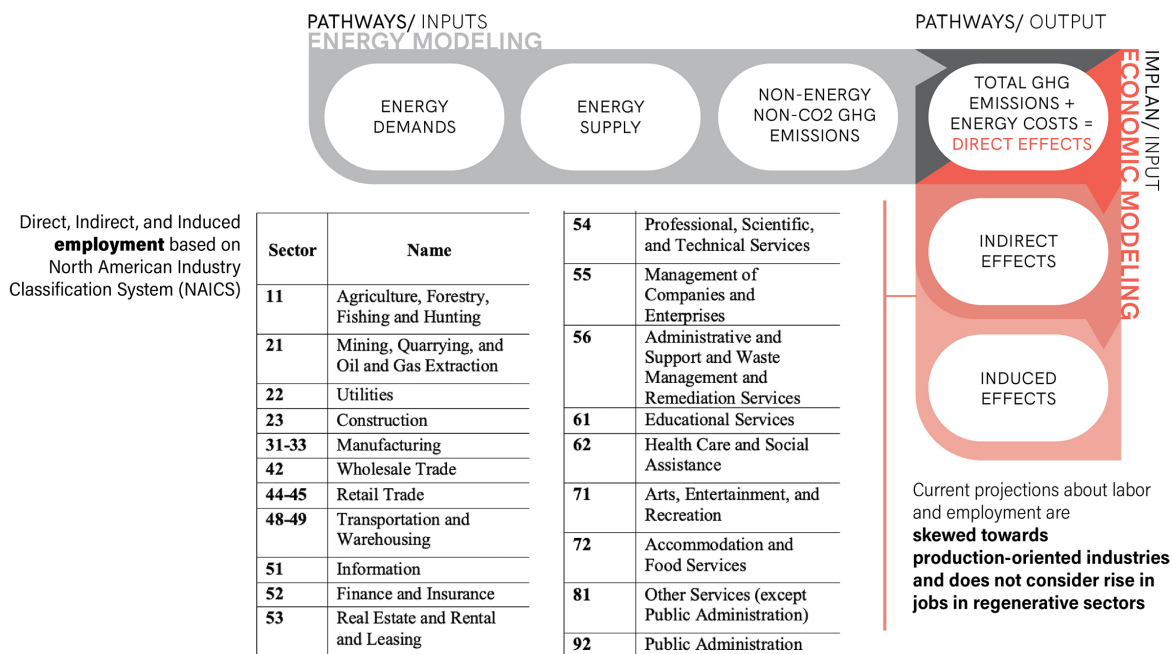 PATHWAYS/ INPUTS
ENERGY MODELING
ENERGY
DEMANDS
ENERGY
SUPPLY
NON-ENERGY
NON-CO2 GHG
EMISSIONS
PATHWAYS/ OUTPUT
TOTAL GHG
EMISSIONS +
ENERGY COSTS =
DIRECT EFFECTS
IMPLAN/ INPUT
ECONOMIC MODELING
INDIRECT
EFFECTS
INDUCED
EFFECTS
Direct, Indirect, and Induced
employment based on
North American Industry
Classification System (NAICS)
Sector Name
11 Agriculture, Forestry,
Fishing and Hunting
21 Mining, Quarrying, and
Oil and Gas Extraction
22 Utilities
23 Construction
31-33 Manufacturing
42 Wholesale Trade
44-45 Retail Trade
48-49 Transportation and
Warehousing
51 Information
52 Finance and Insurance
53 Real Estate and Rental
and Leasing
54 Professional, Scientific,
and Technical Services
55 Management of
Companies and
Enterprises
56 Administrative and
Support and Waste
Management and
Remediation Services
61 Educational Services
62 Health Care and Social
Assistance
71 Arts, Entertainment, and
Recreation
72 Accommodation and
Food Services
81 Other Services (except
Public Administration)
92 Public Administration
Current projections about labor
and employment are
skewed towards
production-oriented industries
and does not consider rise in
jobs in regenerative sectors